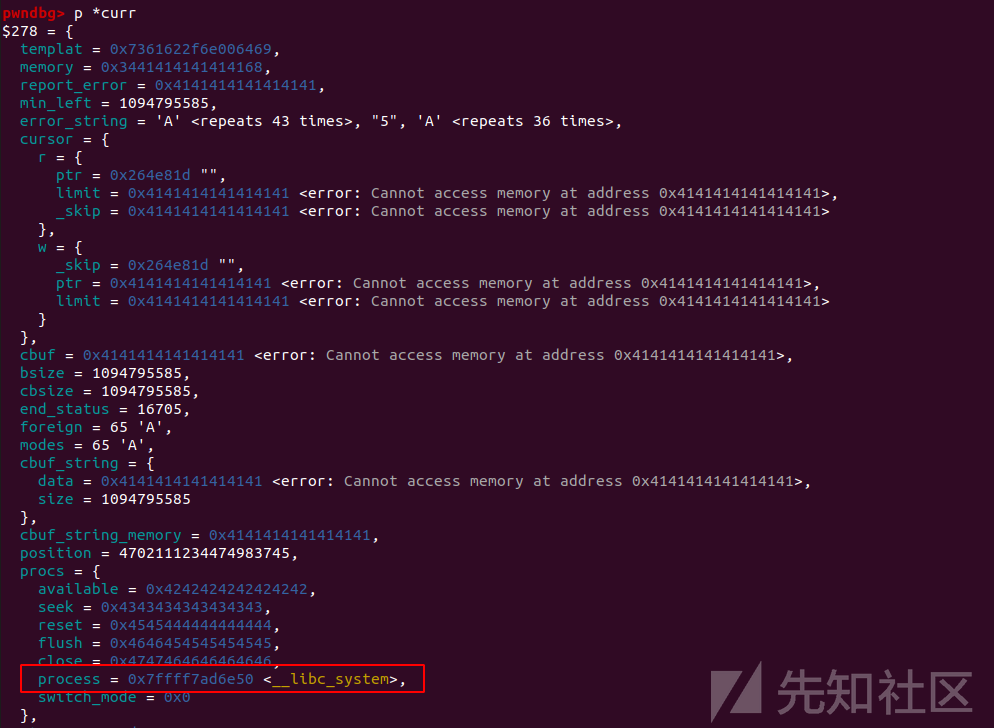 pwndbg> p *curr
$278 = {
  templat = 0x7361622f6e006469,
  memory = 0x3441414141414168,
  report_error = 0x4141414141414141,
  min_left = 1094795585,
  error_string = 'A' <repeats 43 times>, "5", 'A' <repeats 36 times>,
  cursor = {
    r = {
      ptr = 0x264e81d "",
      limit = 0x4141414141414141 <error: Cannot access memory at address 0x4141414141414141>,
      _skip = 0x4141414141414141 <error: Cannot access memory at address 0x4141414141414141>
    },
    w = {
      _skip = 0x264e81d "",
      ptr = 0x4141414141414141 <error: Cannot access memory at address 0x4141414141414141>,
      limit = 0x4141414141414141 <error: Cannot access memory at address 0x4141414141414141>
    }
  },
  cbuf = 0x4141414141414141 <error: Cannot access memory at address 0x4141414141414141>,
  bsize = 1094795585,
  cbsize = 1094795585,
  end_status = 16705,
  foreign = 65 'A',
  modes = 65 'A',
  cbuf_string = {
    data = 0x4141414141414141 <error: Cannot access memory at address 0x4141414141414141>,
    size = 1094795585
  },
  cbuf_string_memory = 0x4141414141414141,
  position = 4702111234474983745,
  procs = {
    available = 0x4242424242424242,
    seek = 0x4343434343434343,
    reset = 0x4545444444444444,
    flush = 0x4646454545454545,
    close = 0x4747464646464646,
    process = 0x7ffff7ad6e50 <__libc_system>,
    switch_mode = 0x0
  },
先知社区